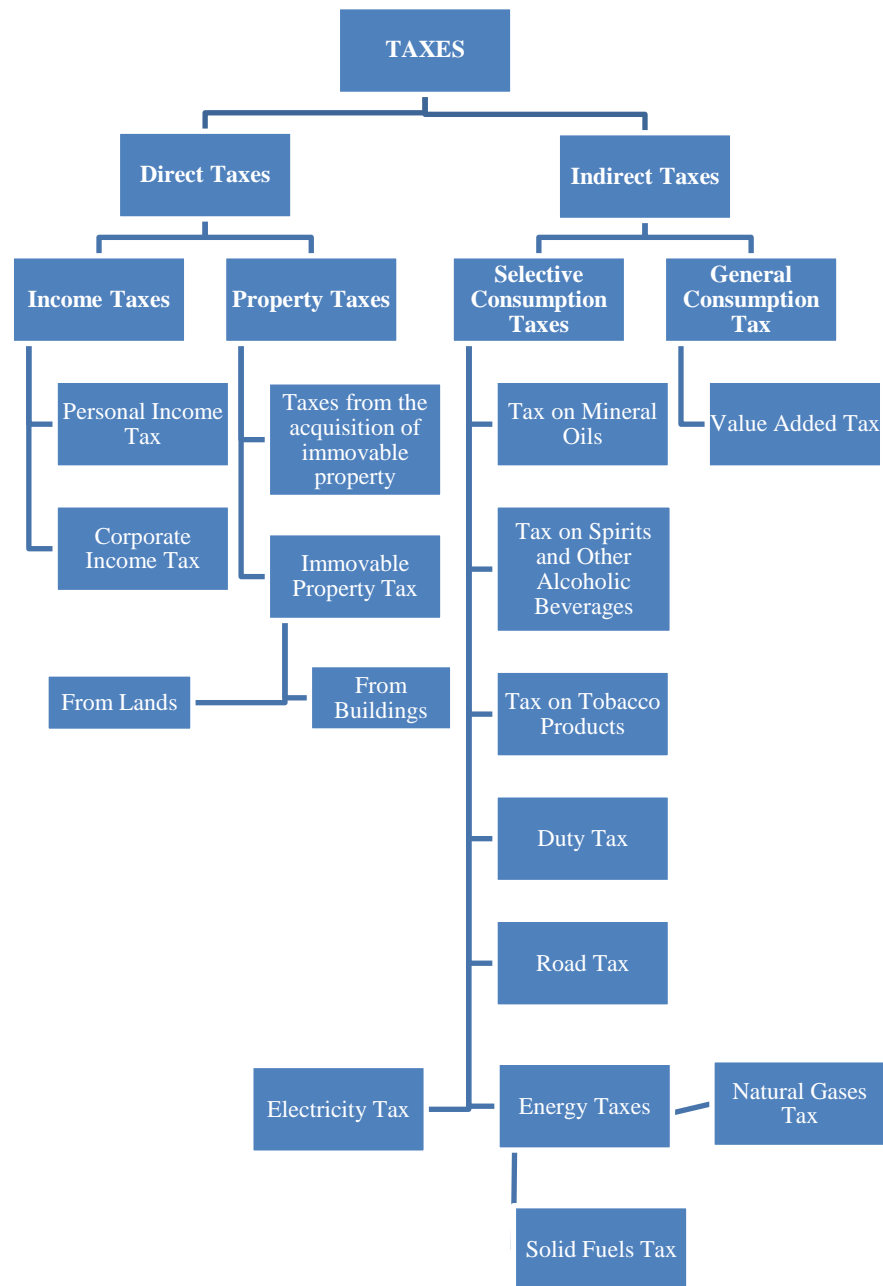 TAXES
Direct Taxes
Indirect Taxes
Income Taxes
Property Taxes
Selective
Consumption
Taxes
General
Consumption
Tax
Personal Income
Tax
Taxes from the
acquisition of
immovable
property
Tax on Mineral
Oils
Value Added Tax
Corporate
Income Tax
Immovable
Property Tax
Tax on Spirits
and Other
Alcoholic
Beverages
From Lands
From
Buildings
Tax on Tobacco
Products
Duty Tax
Road Tax
Electricity Tax
Energy Taxes
Natural Gases
Tax
Solid Fuels Tax